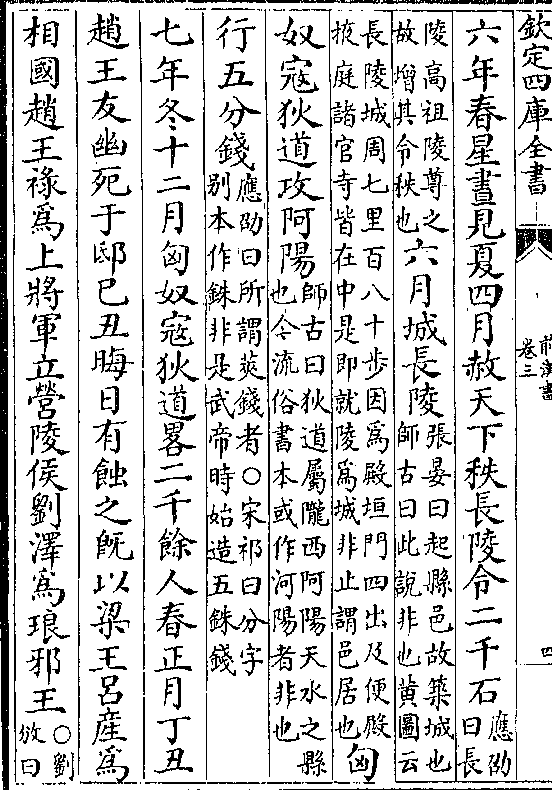 欽定四庫全書
前漢書
卷三
四
六年春星晝見夏四月赦天下秩長陵令二千石應劭曰長
陵高祖陵尊之故增其令秩也六月城長陵張晏曰起縣邑故築城也師古曰此說非也黃圖云
長陵城周七里百八十步因為殿垣門四出及便殿掖庭諸官寺皆在中是即就陵為城非止謂邑居也匈
奴寇狄道攻阿陽師古曰狄道屬隴西阿陽天水之縣也今流俗書本或作河陽者非也
行五分錢應劭曰所謂莢錢者○宋祁曰分字别本作銖非是武帝時始造五銖錢
七年冬十二月匈奴寇狄道畧二千餘人春正月丁丑
趙王友幽死于邸已丑晦日有蝕之既以梁王呂産為
相國趙王祿為上將軍立營陵侯劉澤為琅邪王○劉攽曰